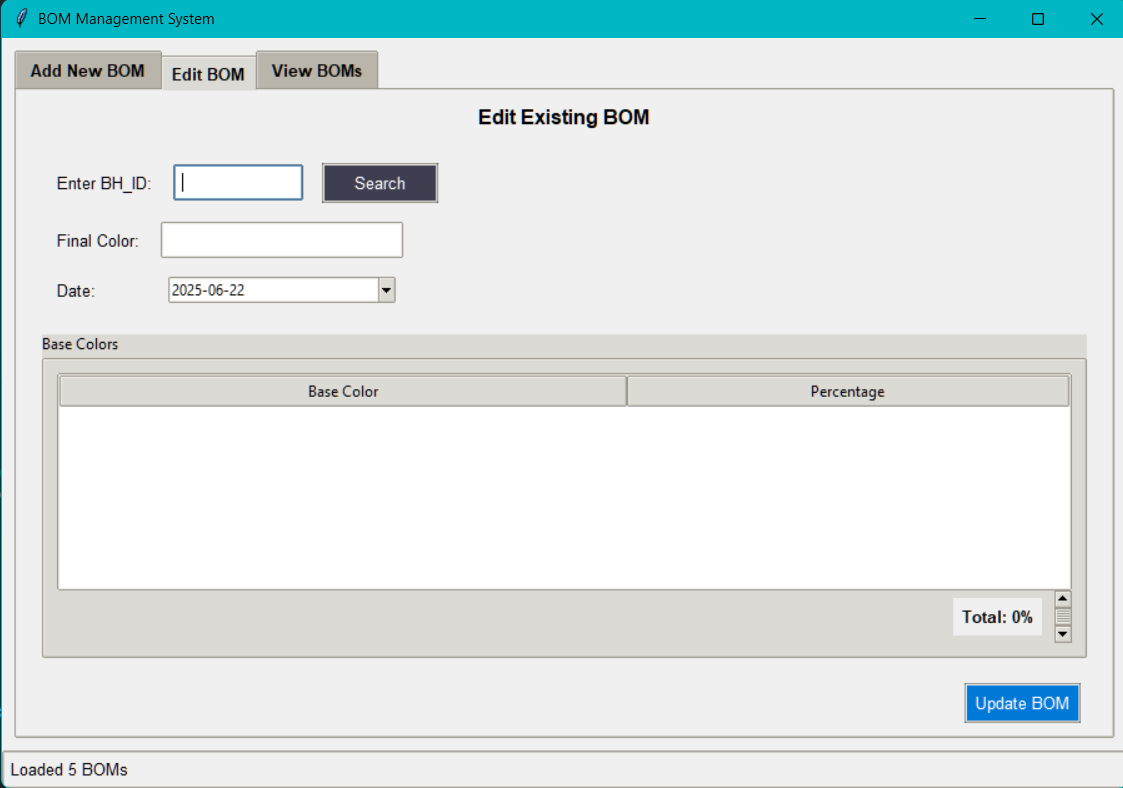 BOM Management System
Add New BOM Edit BOM View BOMs
Edit Existing BOM
Enter BH_ID: Search
Final Color:
Date: 2025-06-22
Base Colors
Base Color Percentage
Total: 0%
Update BOM
Loaded 5 BOMs